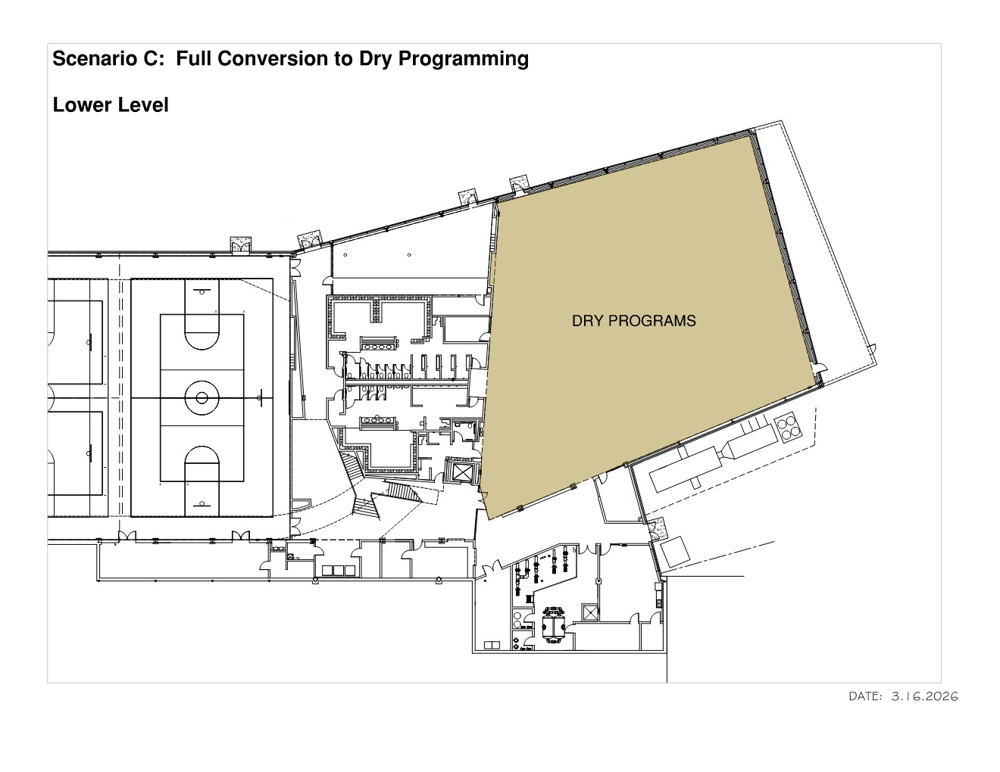 Scenario C:  Full Conversion to Dry Programming
Lower Level
DRY PROGRAMS
DATE:  3.16.2026